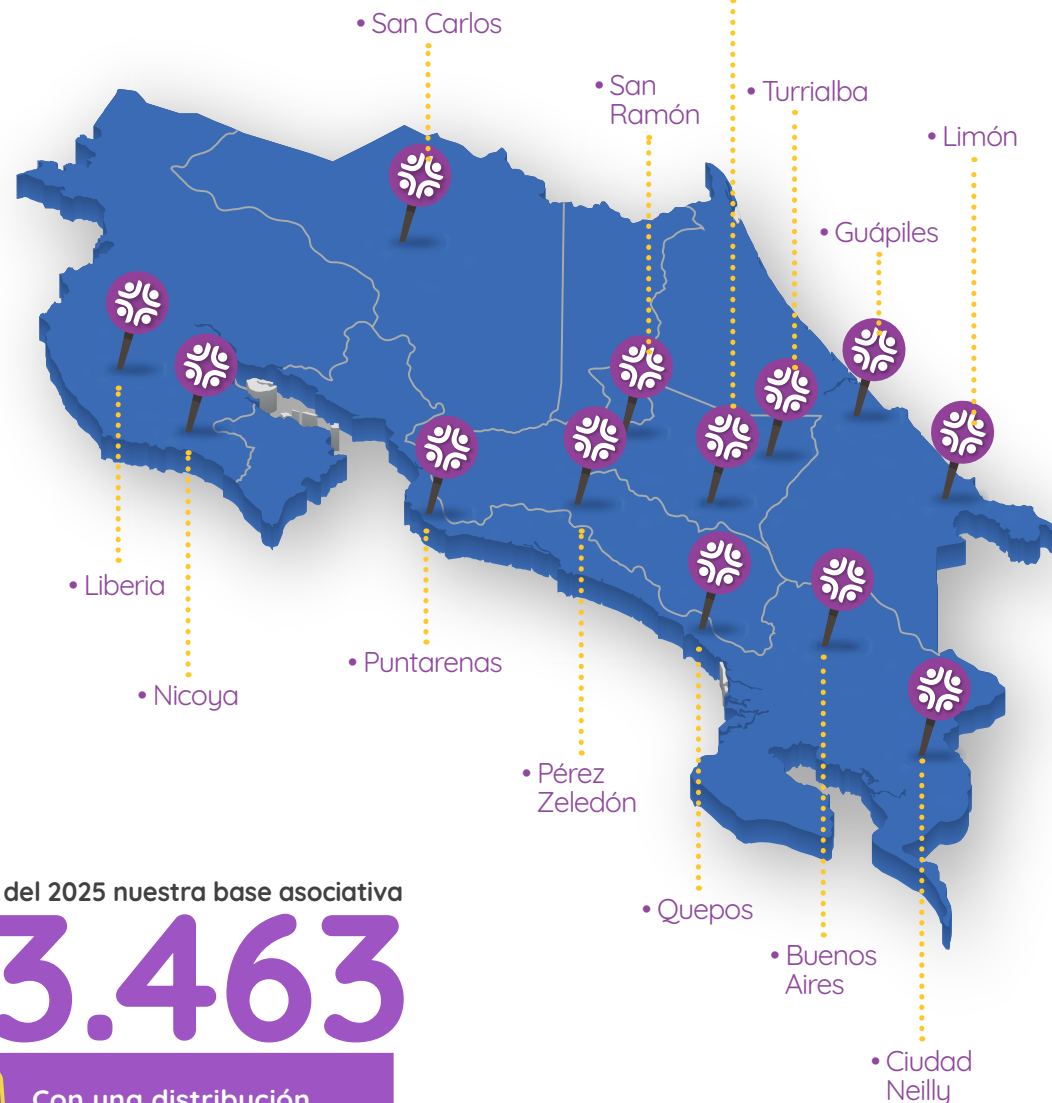 • San Carlos
• San
Ramón
• Turrialba
• Limón
• Guápiles
• Liberia
• Puntarenas
• Nicoya
• Pérez
Zeledón
• Quepos
• Buenos
Aires
• Ciudad
Neilly
del 2025 nuestra base asociativa
3.463
Con una distribución